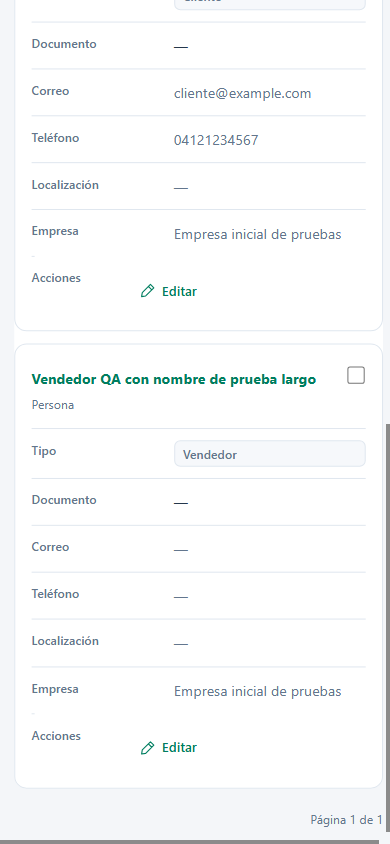 Documento —
Correo cliente@example.com
Teléfono 04121234567
Localización —
Empresa Empresa inicial de pruebas
Acciones Editar
Vendedor QA con nombre de prueba largo
Persona
Tipo Vendedor
Documento —
Correo —
Teléfono —
Localización —
Empresa Empresa inicial de pruebas
Acciones Editar
Página 1 de 1